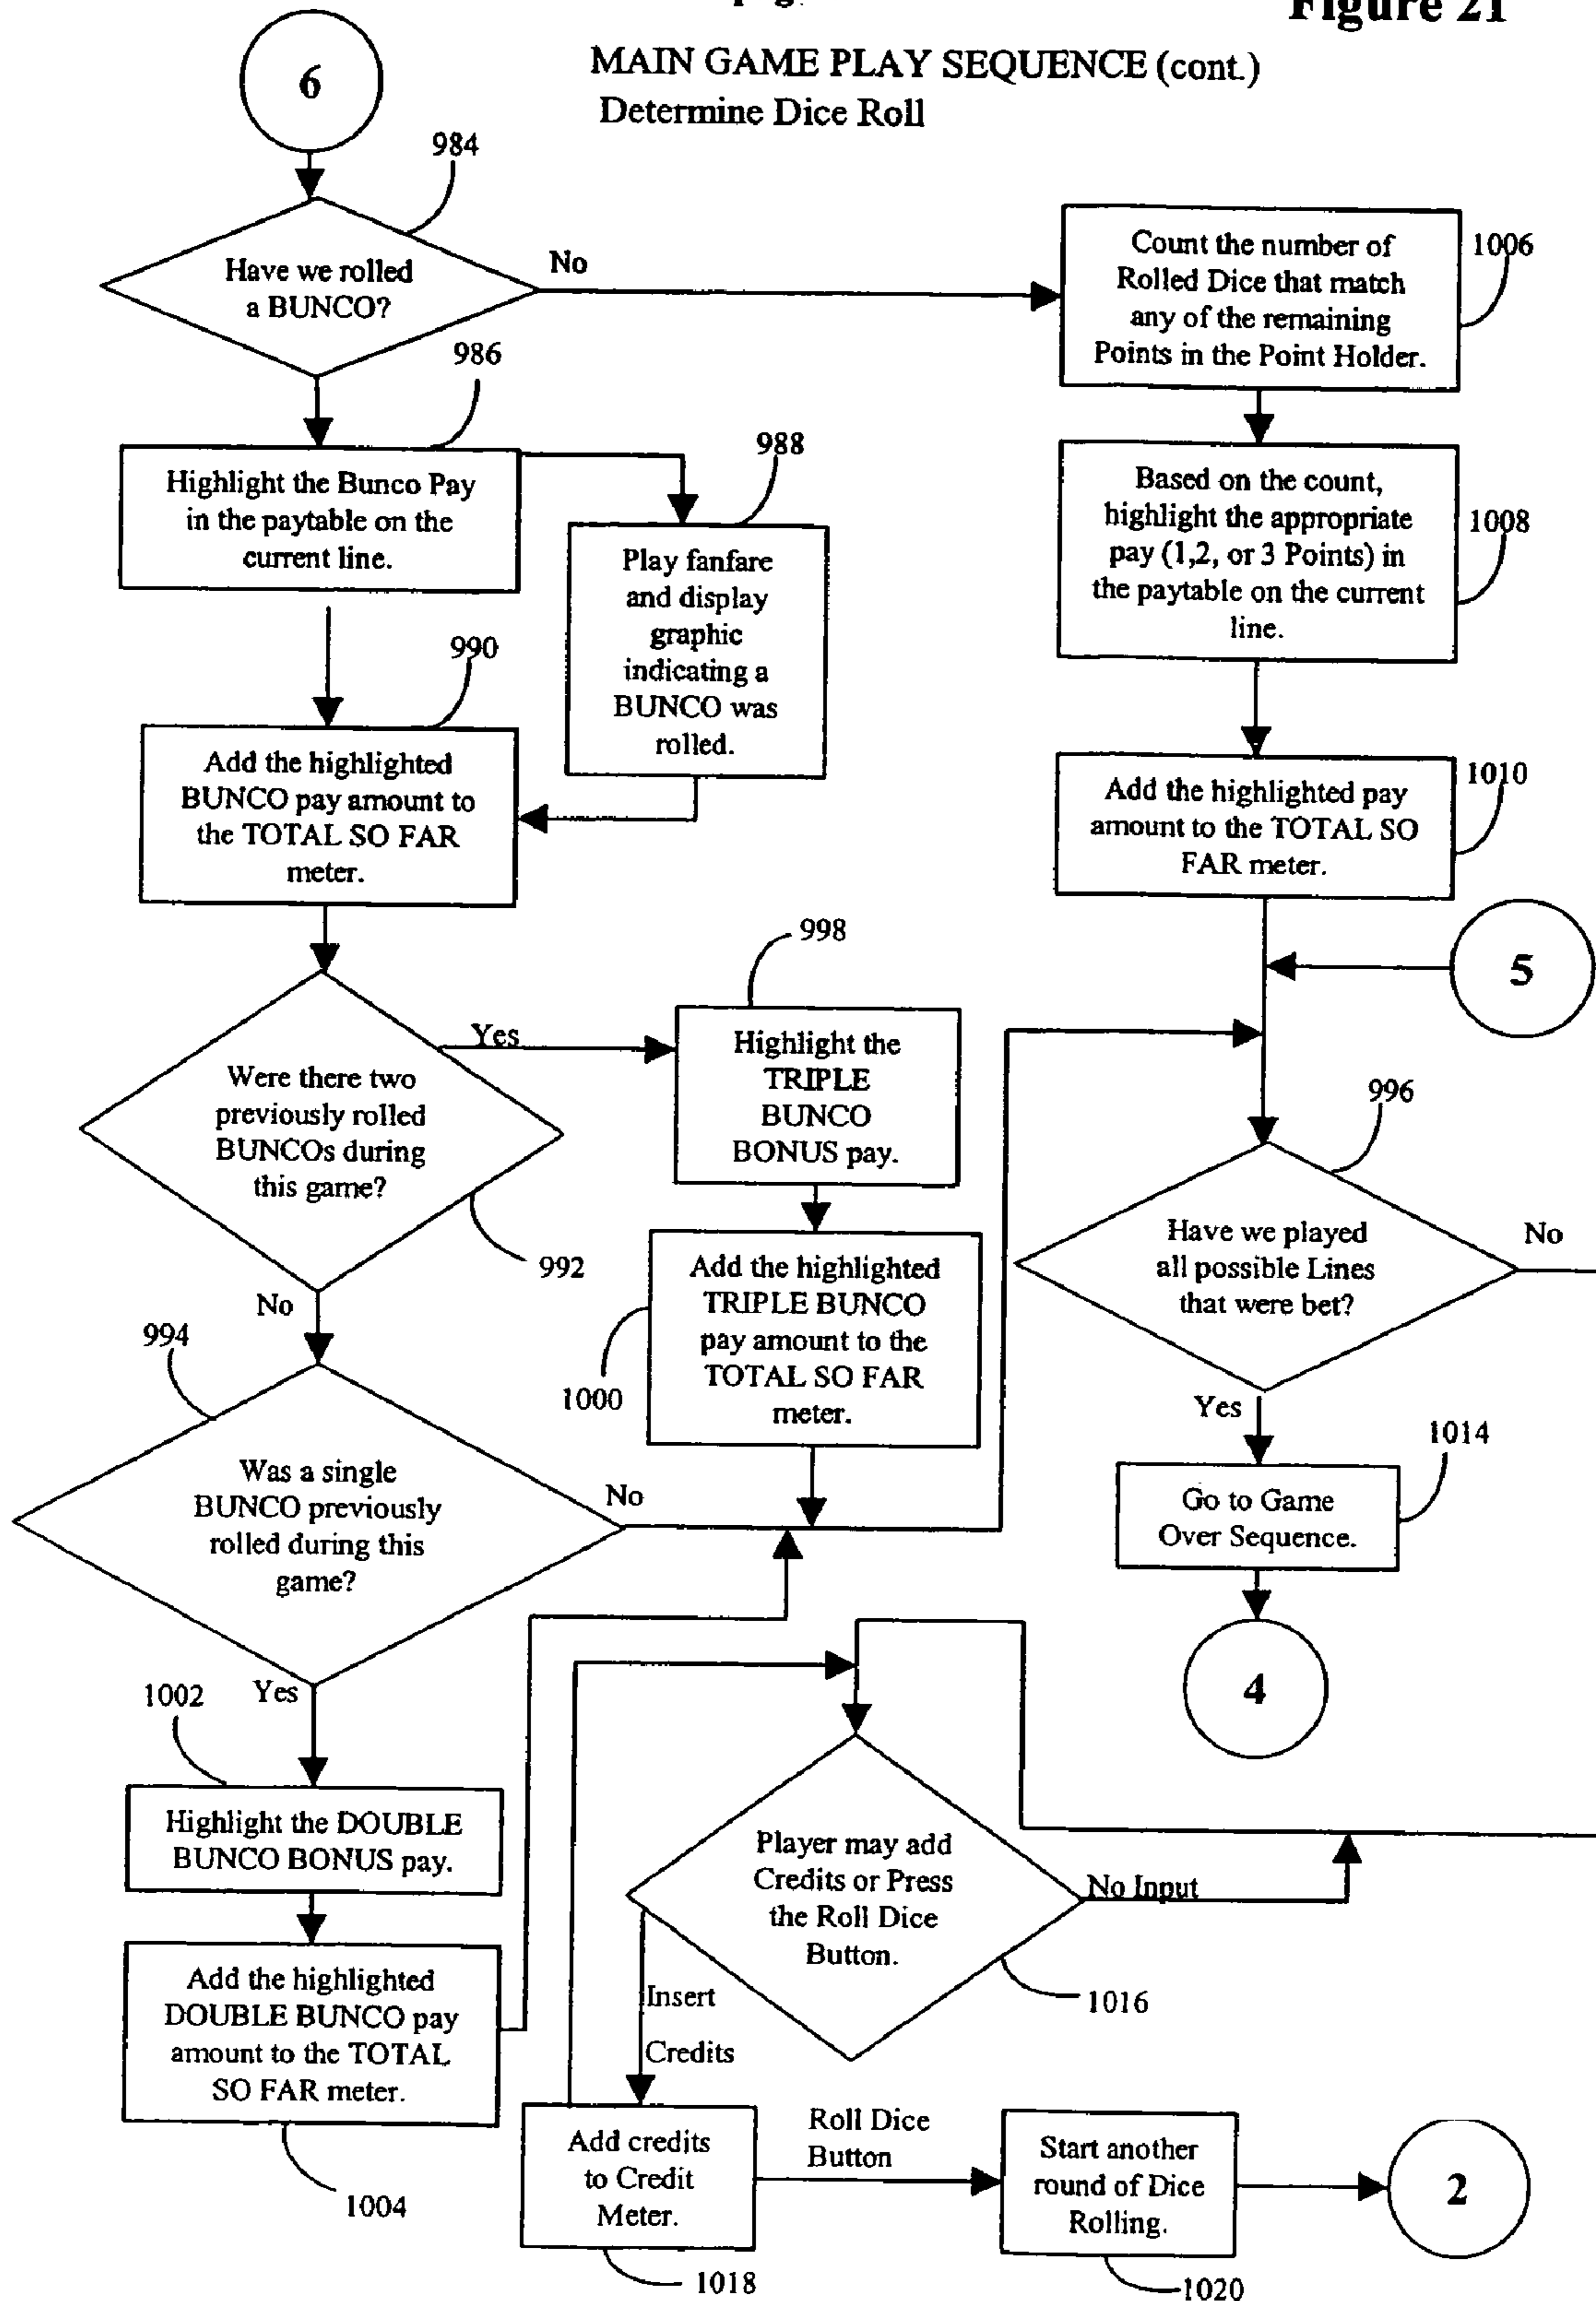 Figure 21
MAIN GAME PLAY SEQUENCE (cont.)
Determine Dice Roll
6
984
Have we rolled
a BUNCO?
No
986
Highlight the Bunco Pay
in the paytable on the
current line.
988
Play fanfare
and display
graphic
indicating a
BUNCO was
rolled.
990
Add the highlighted
BUNCO pay amount to
the TOTAL SO FAR
meter.
Were there two
previously rolled
BUNCOs during
this game?
992
Yes
No
998
Highlight the
TRIPLE
BUNCO
BONUS pay.
Add the highlighted
TRIPLE BUNCO
pay amount to the
TOTAL SO FAR
meter.
1000
994
Was a single
BUNCO previously
rolled during this
game?
No
Yes
1002
Highlight the DOUBLE
BUNCO BONUS pay.
Add the highlighted
DOUBLE BUNCO pay
amount to the TOTAL
SO FAR meter.
1004
Count the number of
Rolled Dice that match
any of the remaining
Points in the Point Holder.
1006
Based on the count,
highlight the appropriate
pay (1,2, or 3 Points) in
the paytable on the current
line.
1008
Add the highlighted pay
amount to the TOTAL SO
FAR meter.
1010
5
996
Have we played
all possible Lines
that were bet?
No
Yes
1014
Go to Game
Over Sequence.
4
Player may add
Credits or Press
the Roll Dice
Button.
No Input
1016
Insert
Credits
Add credits
to Credit
Meter.
1018
Roll Dice
Button
Start another
round of Dice
Rolling.
1020
2